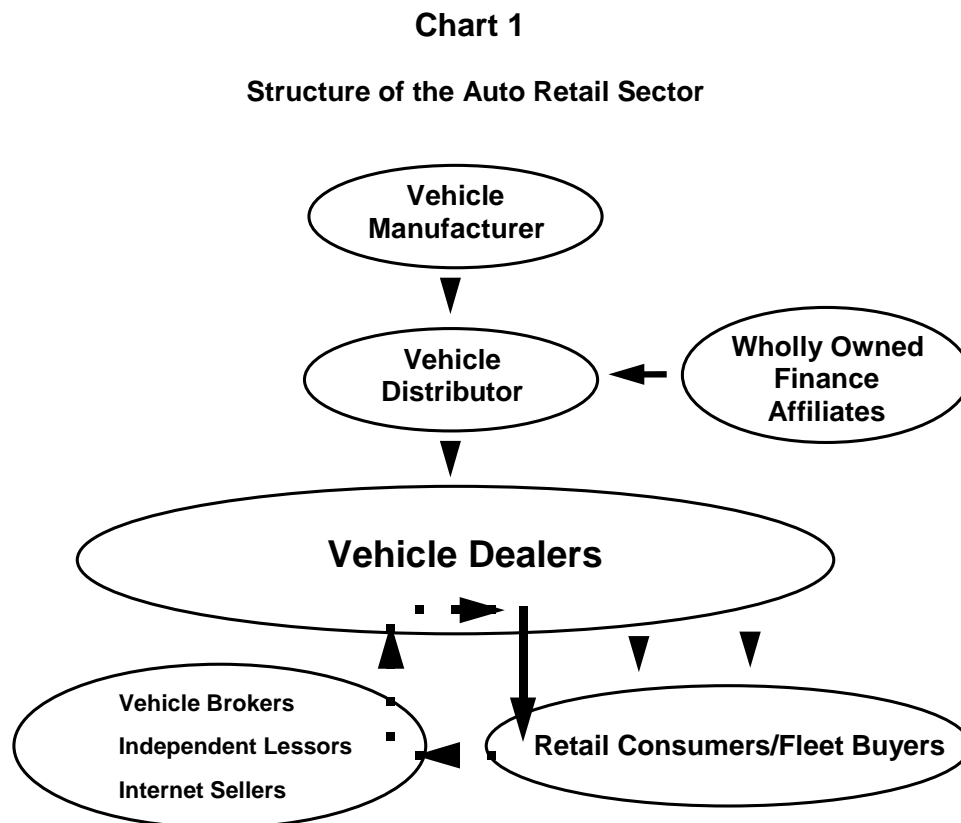 Chart 1
Structure of the Auto Retail Sector
Vehicle
Manufacturer
Vehicle
Distributor
Wholly Owned
Finance
Affiliates
Vehicle Dealers
Vehicle Brokers
Independent Lessors
Internet Sellers
Retail Consumers/Fleet Buyers